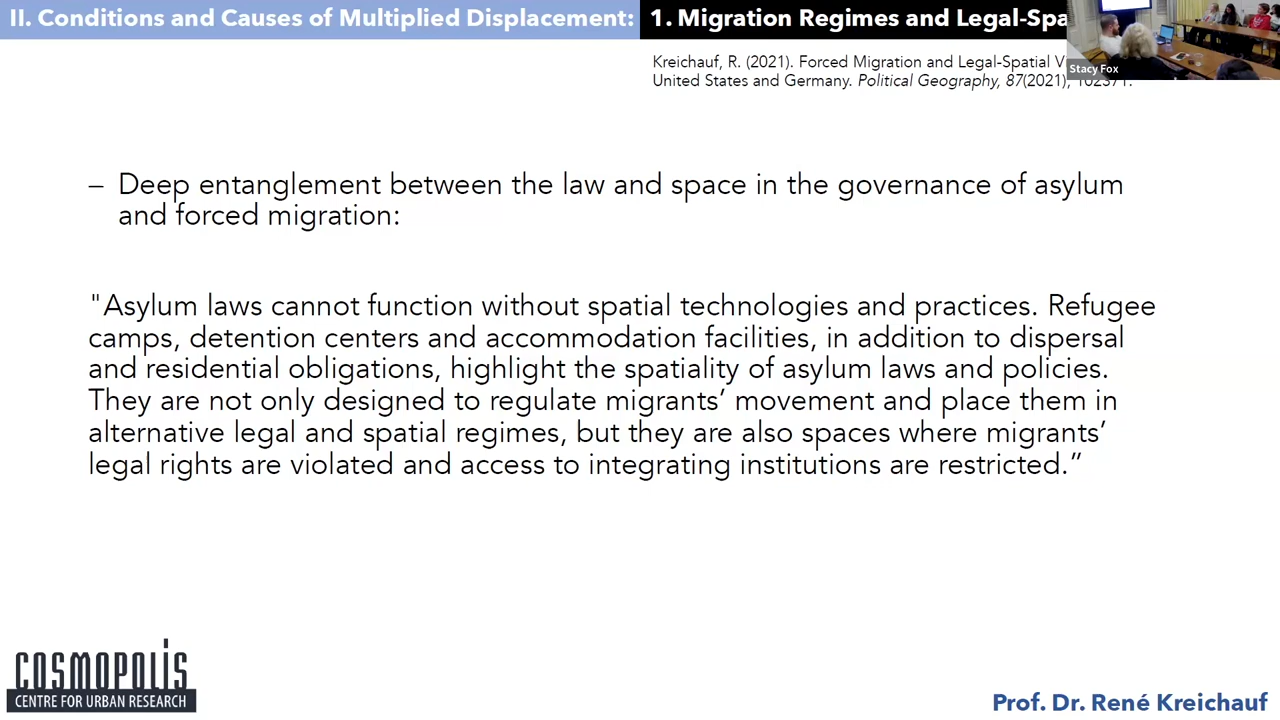 II. Conditions and Causes of Multiplied Displacement: 1. Migration Regimes and Legal-Spa
Stacy Fox
Kreichauf, R. (2021). Forced Migration and Legal-Spatial V
United States and Germany. Political Geography, 87(2021), 102371.
– Deep entanglement between the law and space in the governance of asylum
and forced migration:
"Asylum laws cannot function without spatial technologies and practices. Refugee
camps, detention centers and accommodation facilities, in addition to dispersal
and residential obligations, highlight the spatiality of asylum laws and policies.
They are not only designed to regulate migrants’ movement and place them in
alternative legal and spatial regimes, but they are also spaces where migrants’
legal rights are violated and access to integrating institutions are restricted.”
COSMOPOLIS
CENTRE FOR URBAN RESEARCH
Prof. Dr. René Kreichauf